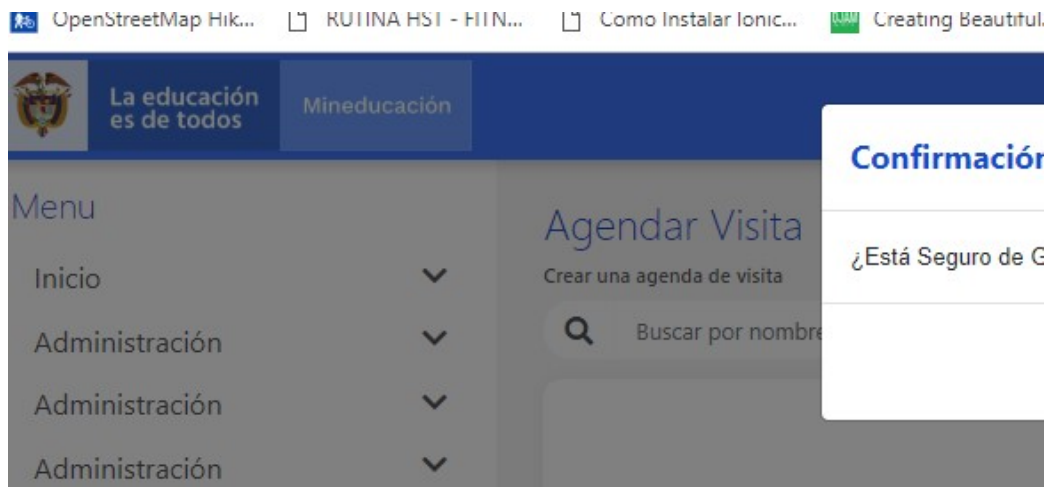 OpenStreetMap Hik... RUTINA HST - FITN... Como Instalar Ionic... Creating Beautiful.
La educación
es de todos
Mineducación
Confirmación
Menu
Agendar Visita
¿Está Seguro de G
Inicio
Crear una agenda de visita
Buscar por nombre
Administración
Administración
Administración